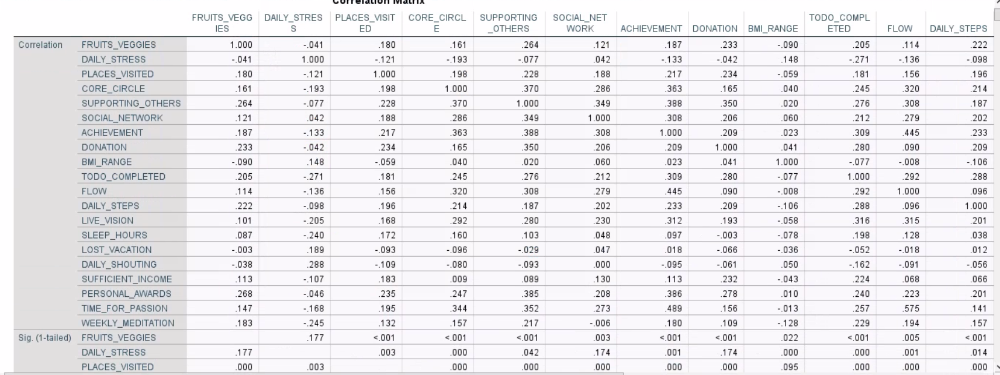 Correlation Matrix
FRUITS_VEGG DAILY_STRES PLACES_VISIT CORE_CIRCL SUPPORTING SOCIAL_NET TODO_COMPL
IES S ED E _OTHERS WORK ACHIEVEMENT DONATION BMI_RANGE ETED FLOW DAILY_STEPS
Correlation FRUITS_VEGGIES 1.000 -.041 .180 .161 .264 .121 .187 .233 -.090 .205 .114 .222
DAILY_STRESS -.041 1.000 -.121 -.193 -.077 .042 -.133 -.042 .148 -.271 -.136 -.098
PLACES_VISITED .180 -.121 1.000 .198 .228 .188 .217 .234 -.059 .181 .156 .196
CORE_CIRCLE .161 -.193 .198 1.000 .370 .286 .363 .165 .040 .245 .320 .214
SUPPORTING_OTHERS .264 -.077 .228 .370 1.000 .349 .388 .350 .020 .276 .308 .187
SOCIAL_NETWORK .121 .042 .188 .286 .349 1.000 .308 .206 .060 .212 .279 .202
ACHIEVEMENT .187 -.133 .217 .363 .388 .308 1.000 .209 .023 .309 .445 .233
DONATION .233 -.042 .234 .165 .350 .206 .209 1.000 .041 .280 .090 .209
BMI_RANGE -.090 .148 -.059 .040 .020 .060 .023 .041 1.000 -.077 -.008 -.106
TODO_COMPLETED .205 -.271 .181 .245 .276 .212 .309 .280 -.077 1.000 .292 .288
FLOW .114 -.136 .156 .320 .308 .279 .445 .090 -.008 .292 1.000 .096
DAILY_STEPS .222 -.098 .196 .214 .187 .202 .233 .209 -.106 .288 .096 1.000
LIVE_VISION .101 -.205 .168 .292 .280 .230 .312 .193 -.058 .316 .315 .201
SLEEP_HOURS .087 -.240 .172 .160 .103 .048 .097 -.003 -.078 .198 .128 .038
LOST_VACATION -.003 .189 -.093 -.096 -.029 .047 .018 -.066 -.036 -.052 -.018 .012
DAILY_SHOUTING -.038 .288 -.109 -.080 -.093 .000 -.095 -.061 .050 -.162 -.091 -.056
SUFFICIENT_INCOME .113 -.107 .183 .009 .089 .130 .113 .232 -.043 .224 .068 .066
PERSONAL_AWARDS .268 -.046 .235 .247 .385 .208 .386 .278 .010 .240 .223 .201
TIME_FOR_PASSION .147 -.168 .195 .344 .352 .273 .489 .156 -.013 .257 .575 .141
WEEKLY_MEDITATION .183 -.245 .132 .157 .217 -.006 .180 .109 -.128 .229 .194 .157
Sig. (1-tailed) FRUITS_VEGGIES .177 <.001 <.001 <.001 .003 <.001 <.001 .022 <.001 .005 <.001
DAILY_STRESS .177 .003 .000 .042 .174 .001 .174 .000 .000 .001 .014
PLACES_VISITED .000 .003 .000 .000 .000 .000 .000 .095 .000 .000 .000